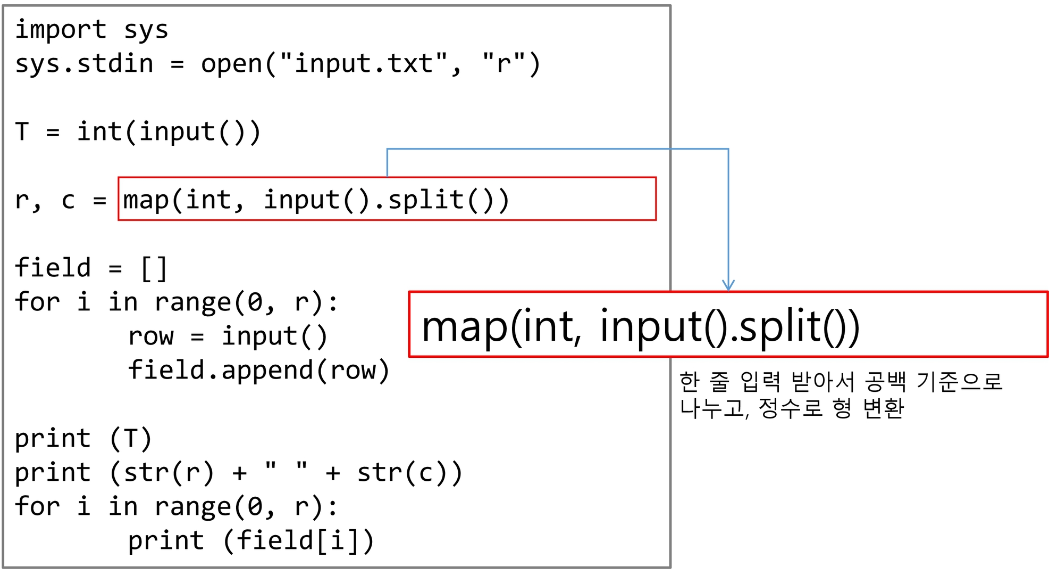 import sys
sys.stdin = open("input.txt", "r")
T = int(input())
r, c = map(int, input().split())
field = []
for i in range(0, r):
row = input()
field.append(row)
print (T)
print (str(r) + " " + str(c))
for i in range(0, r):
print (field[i])
map(int, input().split())
한 줄 입력 받아서 공백 기준으로
나누고, 정수로 형 변환